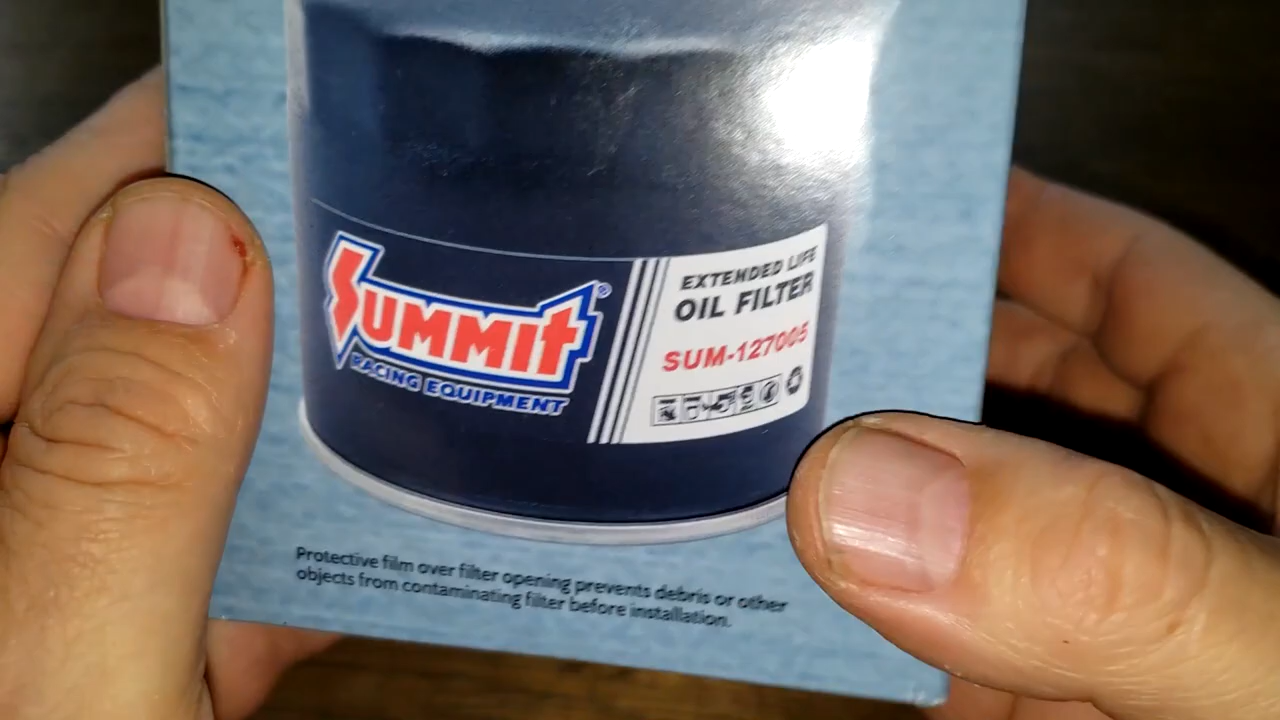 SUMMIT®
RACING EQUIPMENT
EXTENDED LIFE
OIL FILTER
SUM-127005
Protective film over filter opening prevents debris or other
objects from contaminating filter before installation.